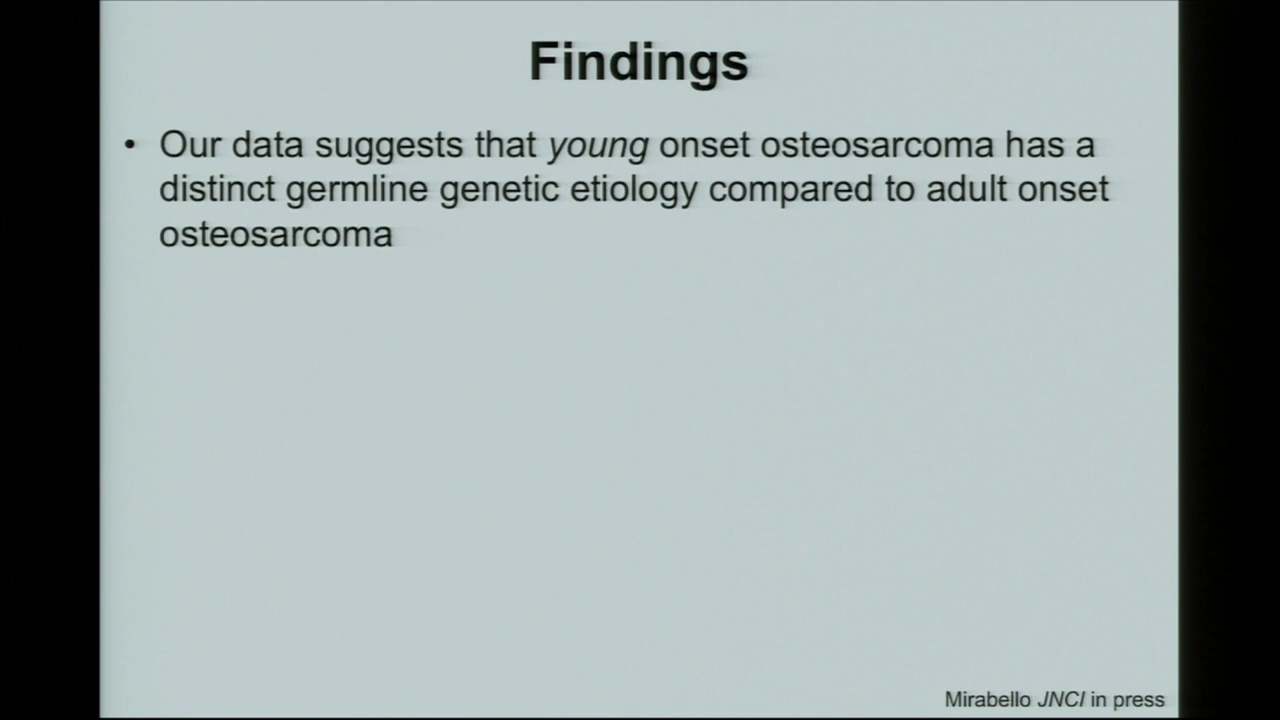 Findings
• Our data suggests that young onset osteosarcoma has a
distinct germline genetic etiology compared to adult onset
osteosarcoma
Mirabello JNCI in press